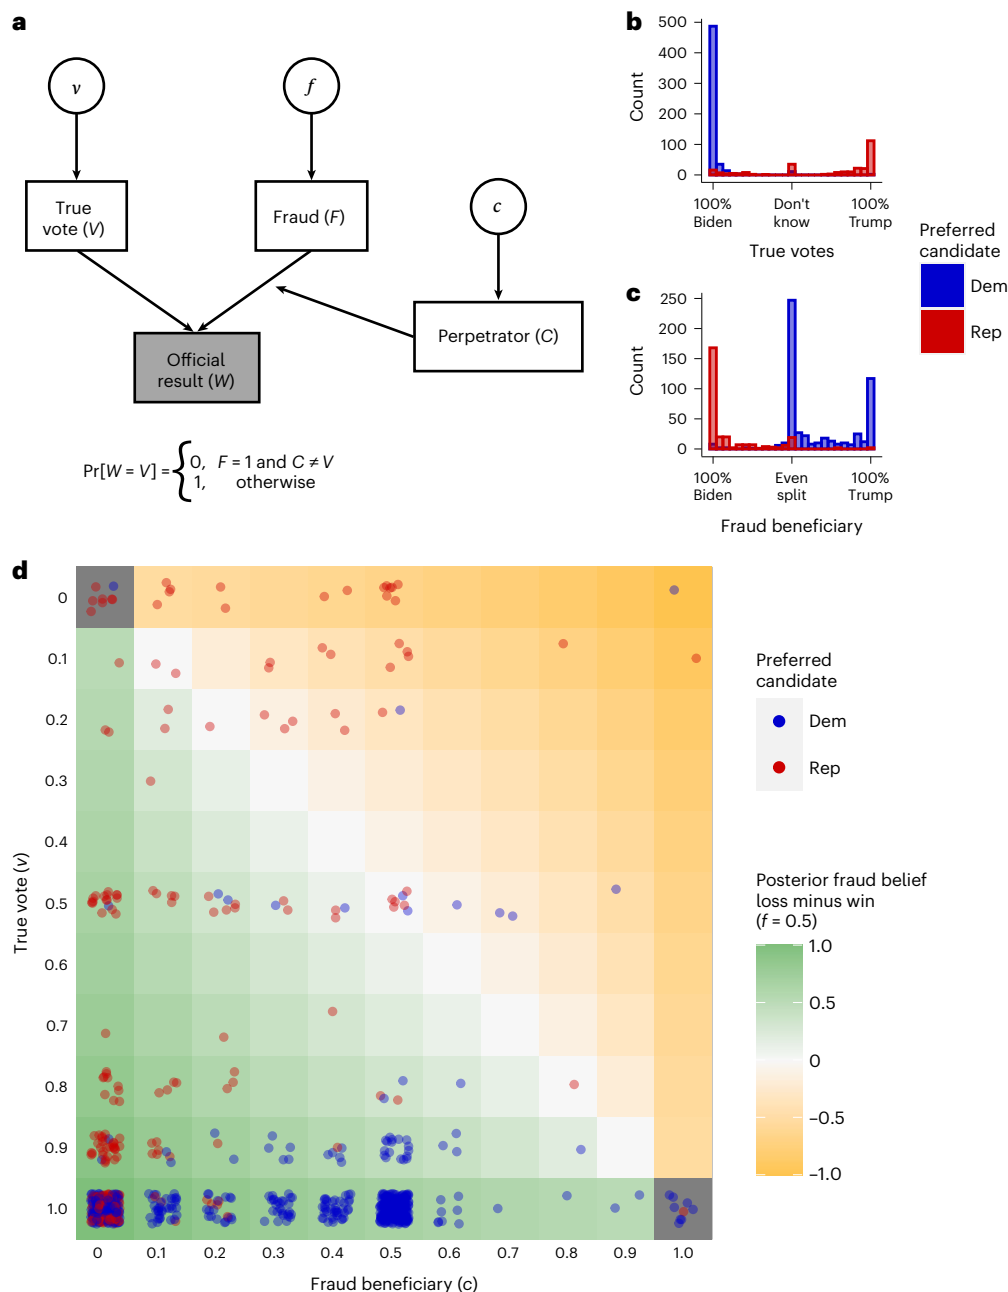 a
v
f
c
True
vote (V)
Fraud (F)
Perpetrator (C)
Official
result (W)
Pr[W = V] =
0, F = 1 and C ≠ V
1, otherwise
b
500
400
300
200
100
0
Count
100%
Biden
Don't
know
100%
Trump
True votes
c
250
200
150
100
50
0
Count
100%
Biden
Even
split
100%
Trump
Fraud beneficiary
Preferred
candidate
Dem
Rep
d
0
0.1
0.2
0.3
0.4
0.5
0.6
0.7
0.8
0.9
1.0
True vote (v)
0 0.1 0.2 0.3 0.4 0.5 0.6 0.7 0.8 0.9 1.0
Fraud beneficiary (c)
Preferred
candidate
Dem
Rep
Posterior fraud belief
loss minus win
(f = 0.5)
1.0
0.5
0
−0.5
−1.0